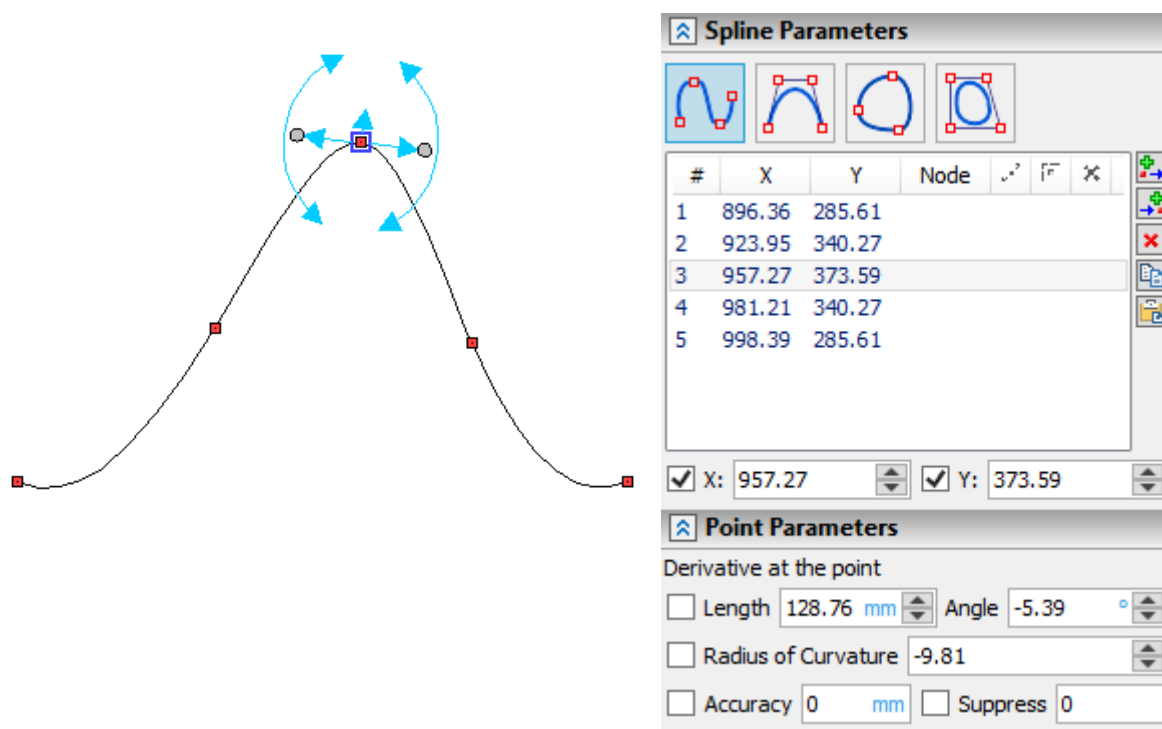 Spline Parameters
# X Y Node
1 896.36 285.61
2 923.95 340.27
3 957.27 373.59
4 981.21 340.27
5 998.39 285.61
X: 957.27 Y: 373.59
Point Parameters
Derivative at the point
Length 128.76 mm Angle -5.39 °
Radius of Curvature -9.81
Accuracy 0 mm Suppress 0